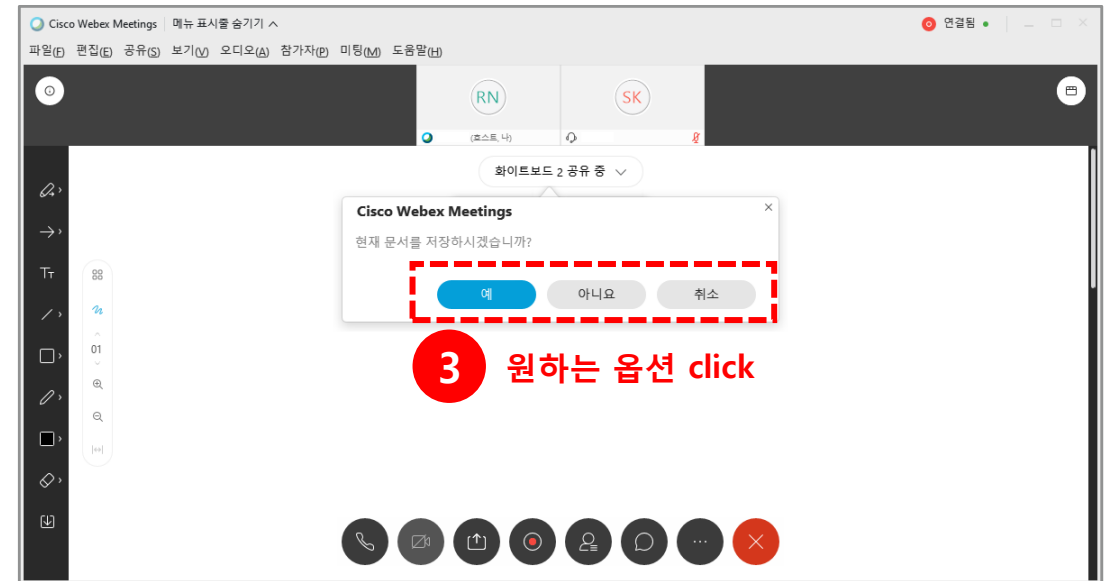 Cisco Webex Meetings 메뉴 표시줄 숨기기 연결됨
파일(F) 편집(E) 공유(S) 보기(V) 오디오(A) 참가자(P) 미팅(M) 도움말(H)
RN SK
(호스트, 나)
화이트보드 2 공유 중
Cisco Webex Meetings
현재 문서를 저장하시겠습니까?
예 아니요 취소
3 원하는 옵션 click
TT
01